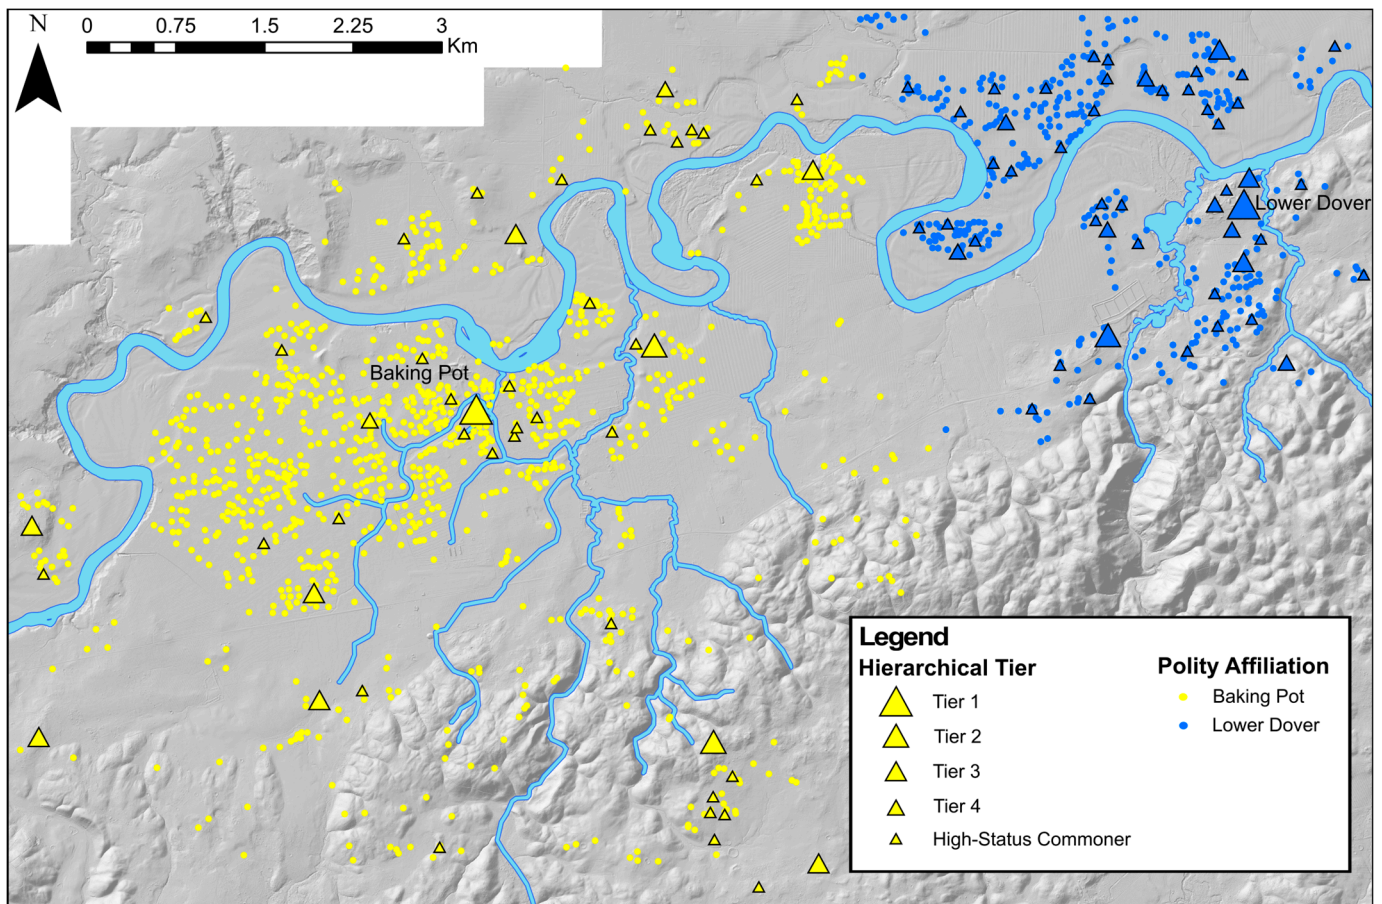 N
0 0.75 1.5 2.25 3
Km
Lower Dover
Baking Pot
Legend
Hierarchical Tier
Tier 1
Tier 2
Tier 3
Tier 4
High-Status Commoner
Polity Affiliation
Baking Pot
Lower Dover